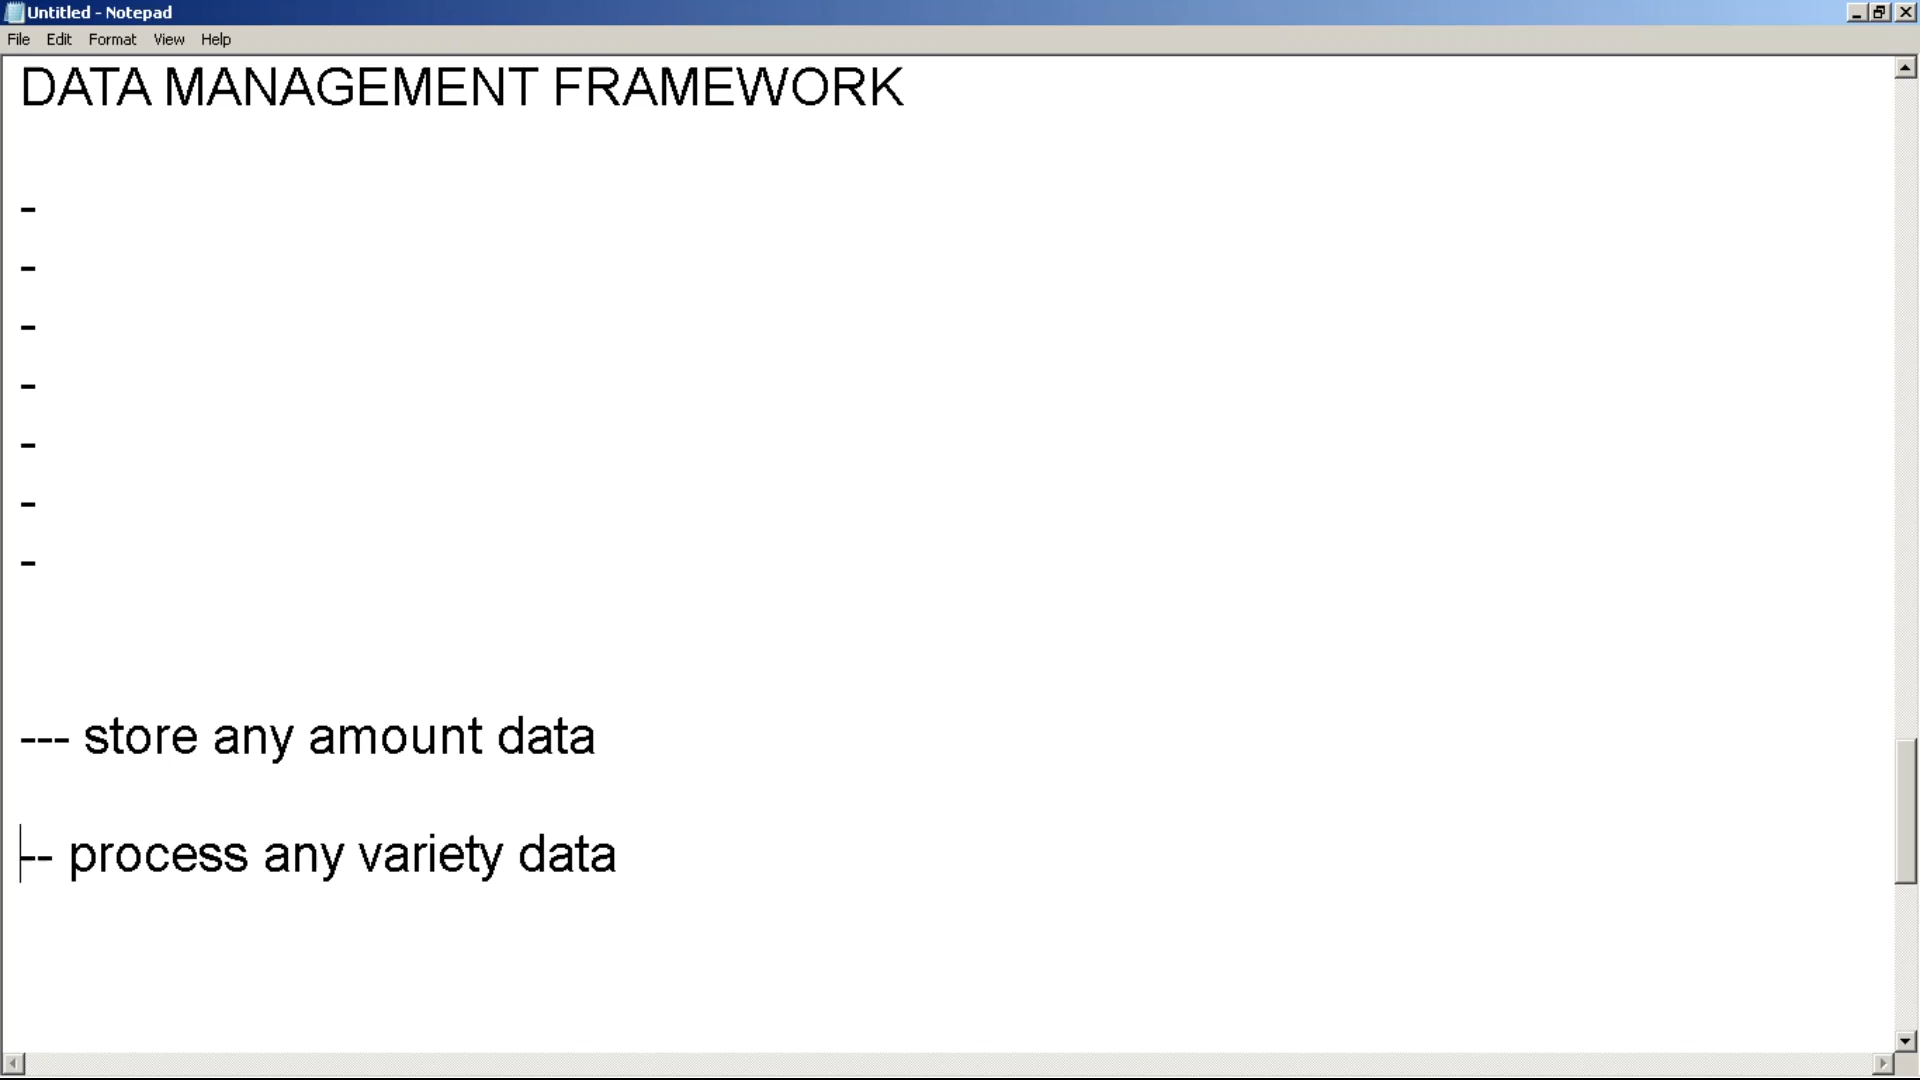 Untitled - Notepad
File Edit Format View Help
DATA MANAGEMENT FRAMEWORK
-
-
-
-
-
-
-
--- store any amount data
-- process any variety data